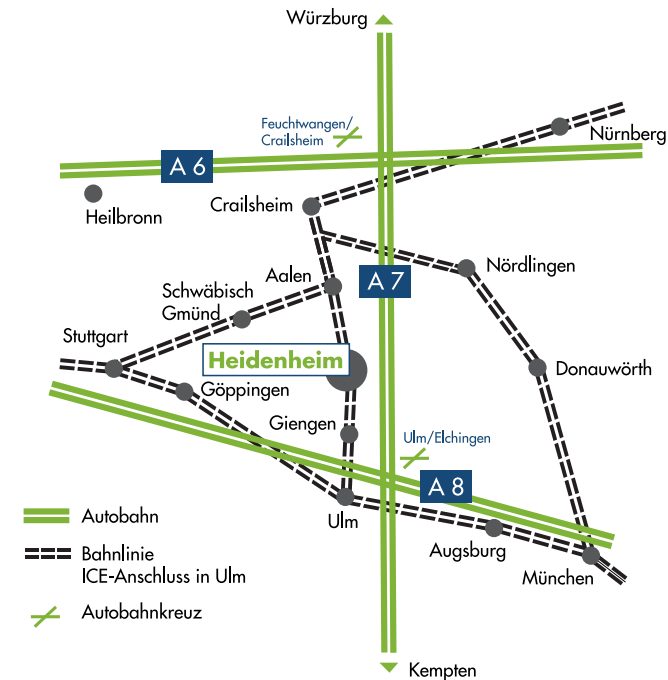 Würzburg
Feuchtwangen/
Crailsheim
Nürnberg
A 6
Heilbronn
Crailsheim
Aalen
A 7
Nördlingen
Schwäbisch
Gmünd
Stuttgart
Heidenheim
Donauwörth
Göppingen
Giengen
Ulm/Elchingen
A 8
Ulm
Autobahn
Augsburg
Bahnlinie
ICE-Anschluss in Ulm
München
Autobahnkreuz
Kempten